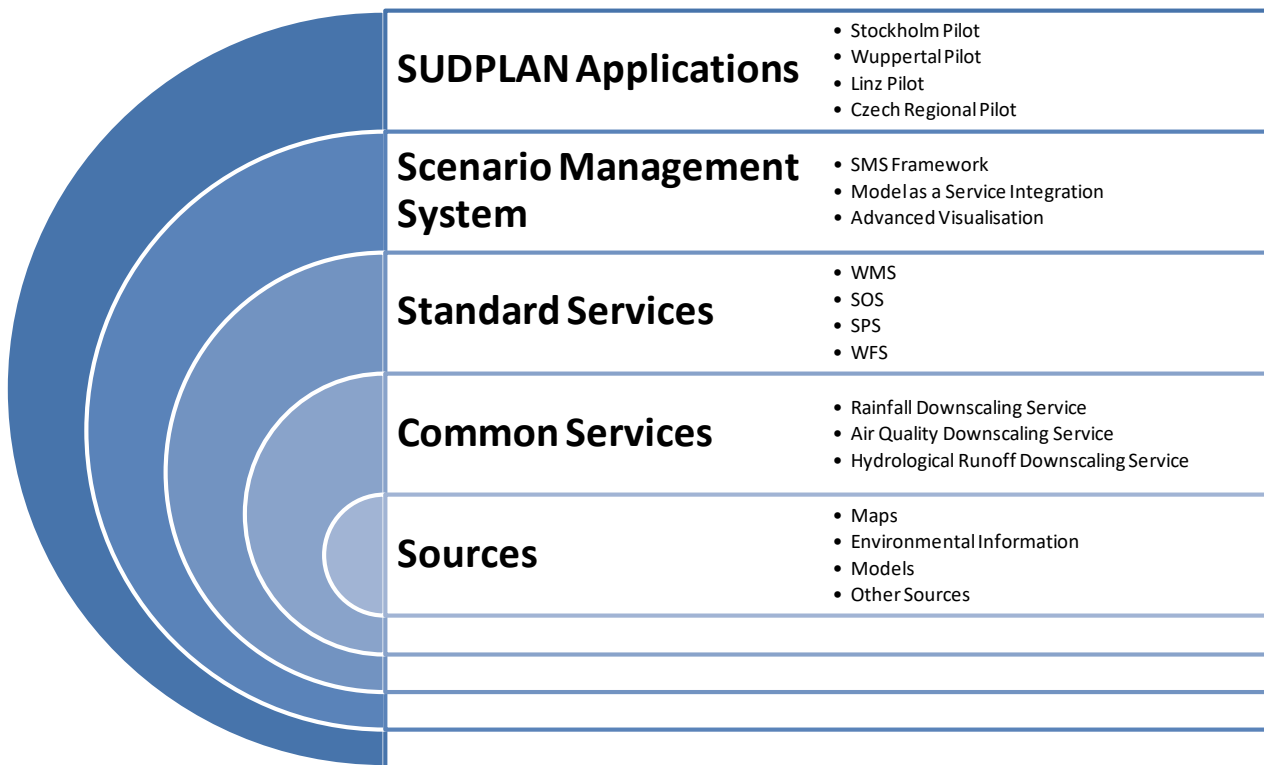 SUDPLAN Applications
• Stockholm Pilot
• Wuppertal Pilot
• Linz Pilot
• Czech Regional Pilot
Scenario Management
System
• SMS Framework
• Model as a Service Integration
• Advanced Visualisation
Standard Services
• WMS
• SOS
• SPS
• WFS
Common Services
• Rainfall Downscaling Service
• Air Quality Downscaling Service
• Hydrological Runoff Downscaling Service
Sources
• Maps
• Environmental Information
• Models
• Other Sources